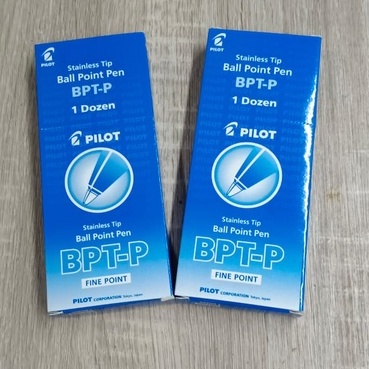 PILOT
Stainless Tip
Ball Point Pen
BPT-P
1 Dozen
PILOT
Stainless Tip
Ball Point Pen
BPT-P
FINE POINT
PILOT CORPORATION Tokyo, Japan
PILOT
Stainless Tip
Ball Point Pen
BPT-P
1 Dozen
PILOT
Stainless Tip
Ball Point Pen
BPT-P
FINE POINT
PILOT CORPORATION Tokyo, Japan